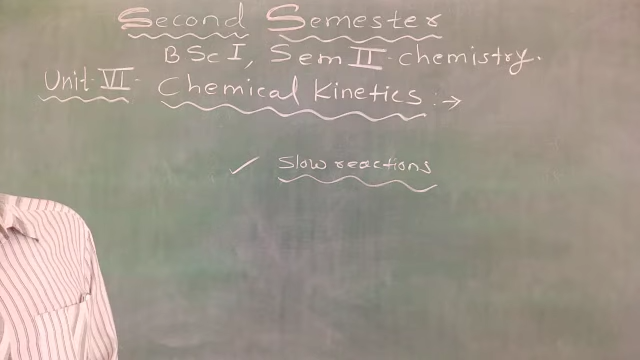 Second Semester
BSc I, Sem II chemistry.
Unit-VI- Chemical Kinetics :→
✓ Slow reactions